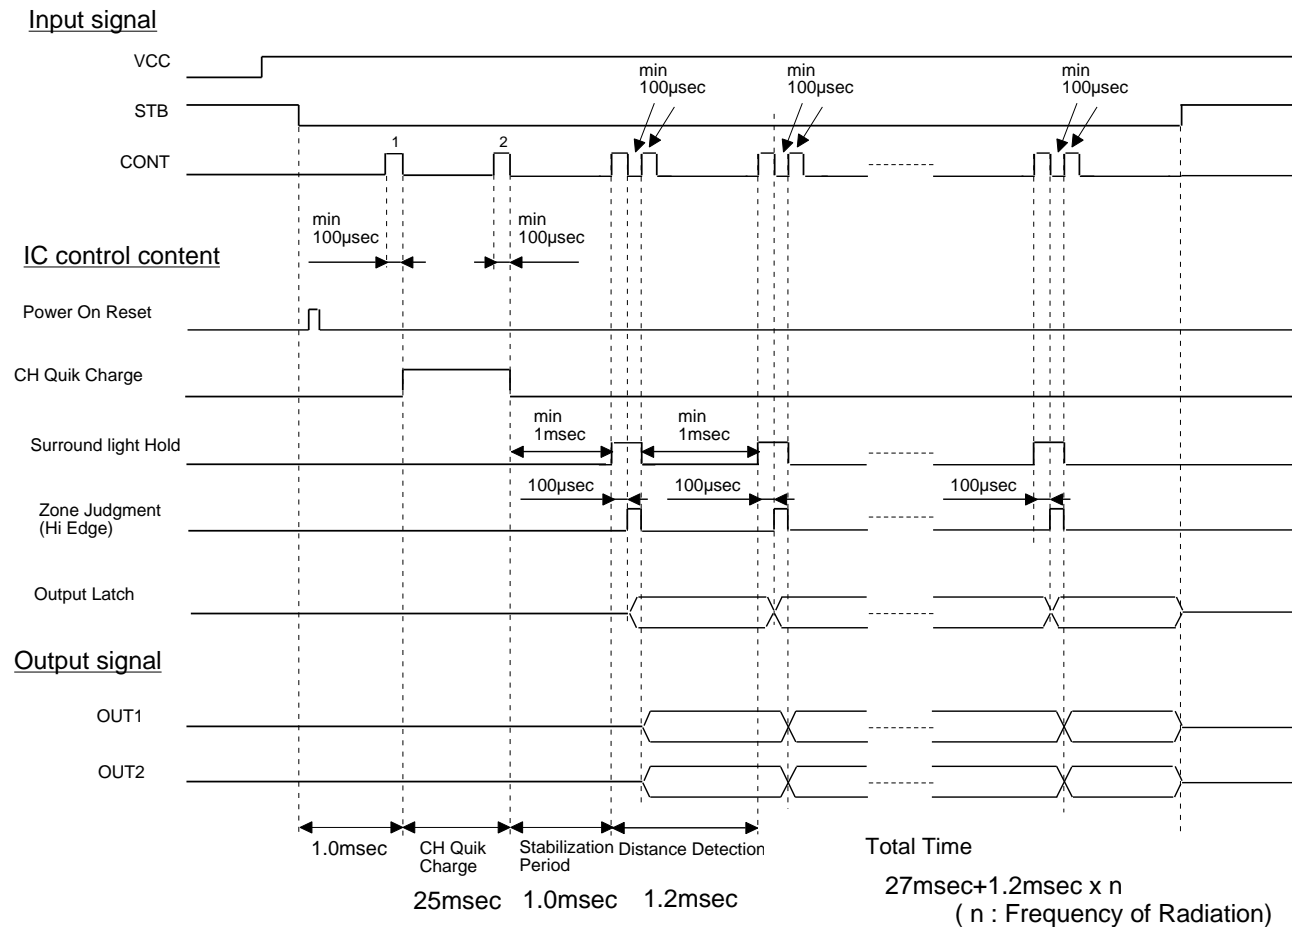 Input signal
VCC
min
100µsec
min
100µsec
min
100µsec
STB
1
2
CONT
min
100µsec
min
100µsec
IC control content
Power On Reset
CH Quik Charge
min
1msec
min
1msec
Surround light Hold
100µsec
100µsec
100µsec
Zone Judgment
(Hi Edge)
Output Latch
Output signal
OUT1
OUT2
1.0msec
CH Quik
Charge
25msec
Stabilization
Period
1.0msec
Distance Detection
1.2msec
Total Time
27msec+1.2msec x n
( n : Frequency of Radiation)